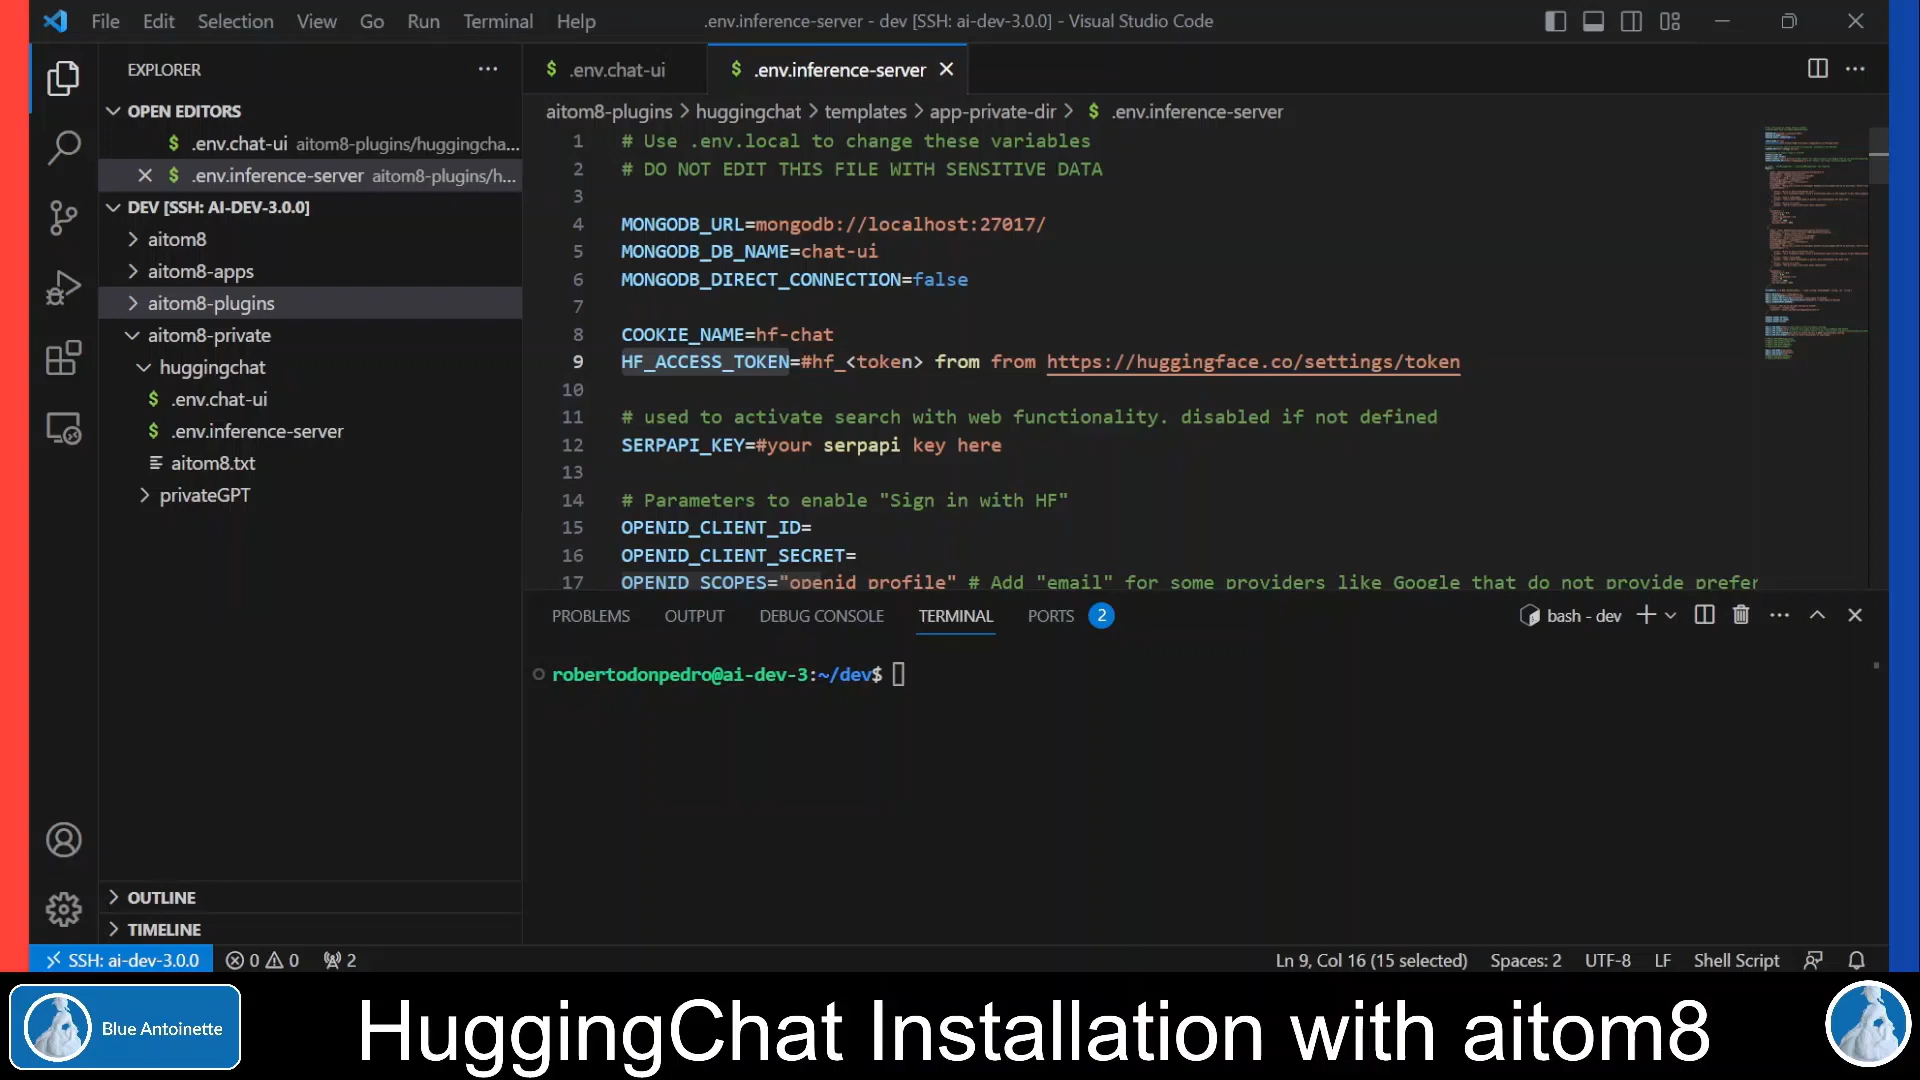 File Edit Selection View Go Run Terminal Help
.env.inference-server - dev [SSH: ai-dev-3.0.0] - Visual Studio Code
EXPLORER
OPEN EDITORS
$ .env.chat-ui aitom8-plugins/huggingcha...
$ .env.inference-server aitom8-plugins/h...
DEV [SSH: AI-DEV-3.0.0]
aitom8
aitom8-apps
aitom8-plugins
aitom8-private
huggingchat
$ .env.chat-ui
$ .env.inference-server
aitom8.txt
privateGPT
OUTLINE
TIMELINE
$ .env.chat-ui
$ .env.inference-server
aitom8-plugins > huggingchat > templates > app-private-dir > $ .env.inference-server
1 # Use .env.local to change these variables
2 # DO NOT EDIT THIS FILE WITH SENSITIVE DATA
3
4 MONGODB_URL=mongodb://localhost:27017/
5 MONGODB_DB_NAME=chat-ui
6 MONGODB_DIRECT_CONNECTION=false
7
8 COOKIE_NAME=hf-chat
9 HF_ACCESS_TOKEN=#hf_<token> from from https://huggingface.co/settings/token
10
11 # used to activate search with web functionality. disabled if not defined
12 SERPAPI_KEY=#your serpapi key here
13
14 # Parameters to enable "Sign in with HF"
15 OPENID_CLIENT_ID=
16 OPENID_CLIENT_SECRET=
17 OPENID_SCOPES="openid profile" # Add "email" for some providers like Google that do not provide prefer
PROBLEMS OUTPUT DEBUG CONSOLE TERMINAL PORTS 2
bash - dev
robertodonpedro@ai-dev-3:~/dev$
SSH: ai-dev-3.0.0 0 0 2
Ln 9, Col 16 (15 selected) Spaces: 2 UTF-8 LF Shell Script
Blue Antoinette
HuggingChat Installation with aitom8